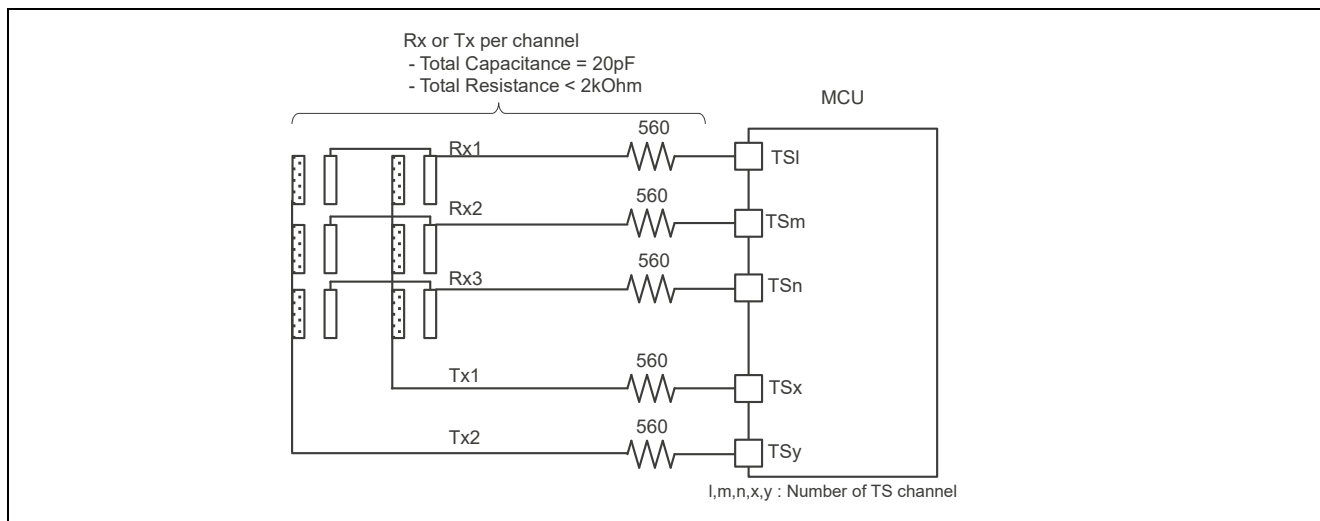 Rx or Tx per channel
- Total Capacitance = 20pF
- Total Resistance < 2kOhm
MCU
560
Rx1
TSl
560
Rx2
TSm
560
Rx3
TSn
560
Tx1
TSx
560
Tx2
TSy
l,m,n,x,y : Number of TS channel